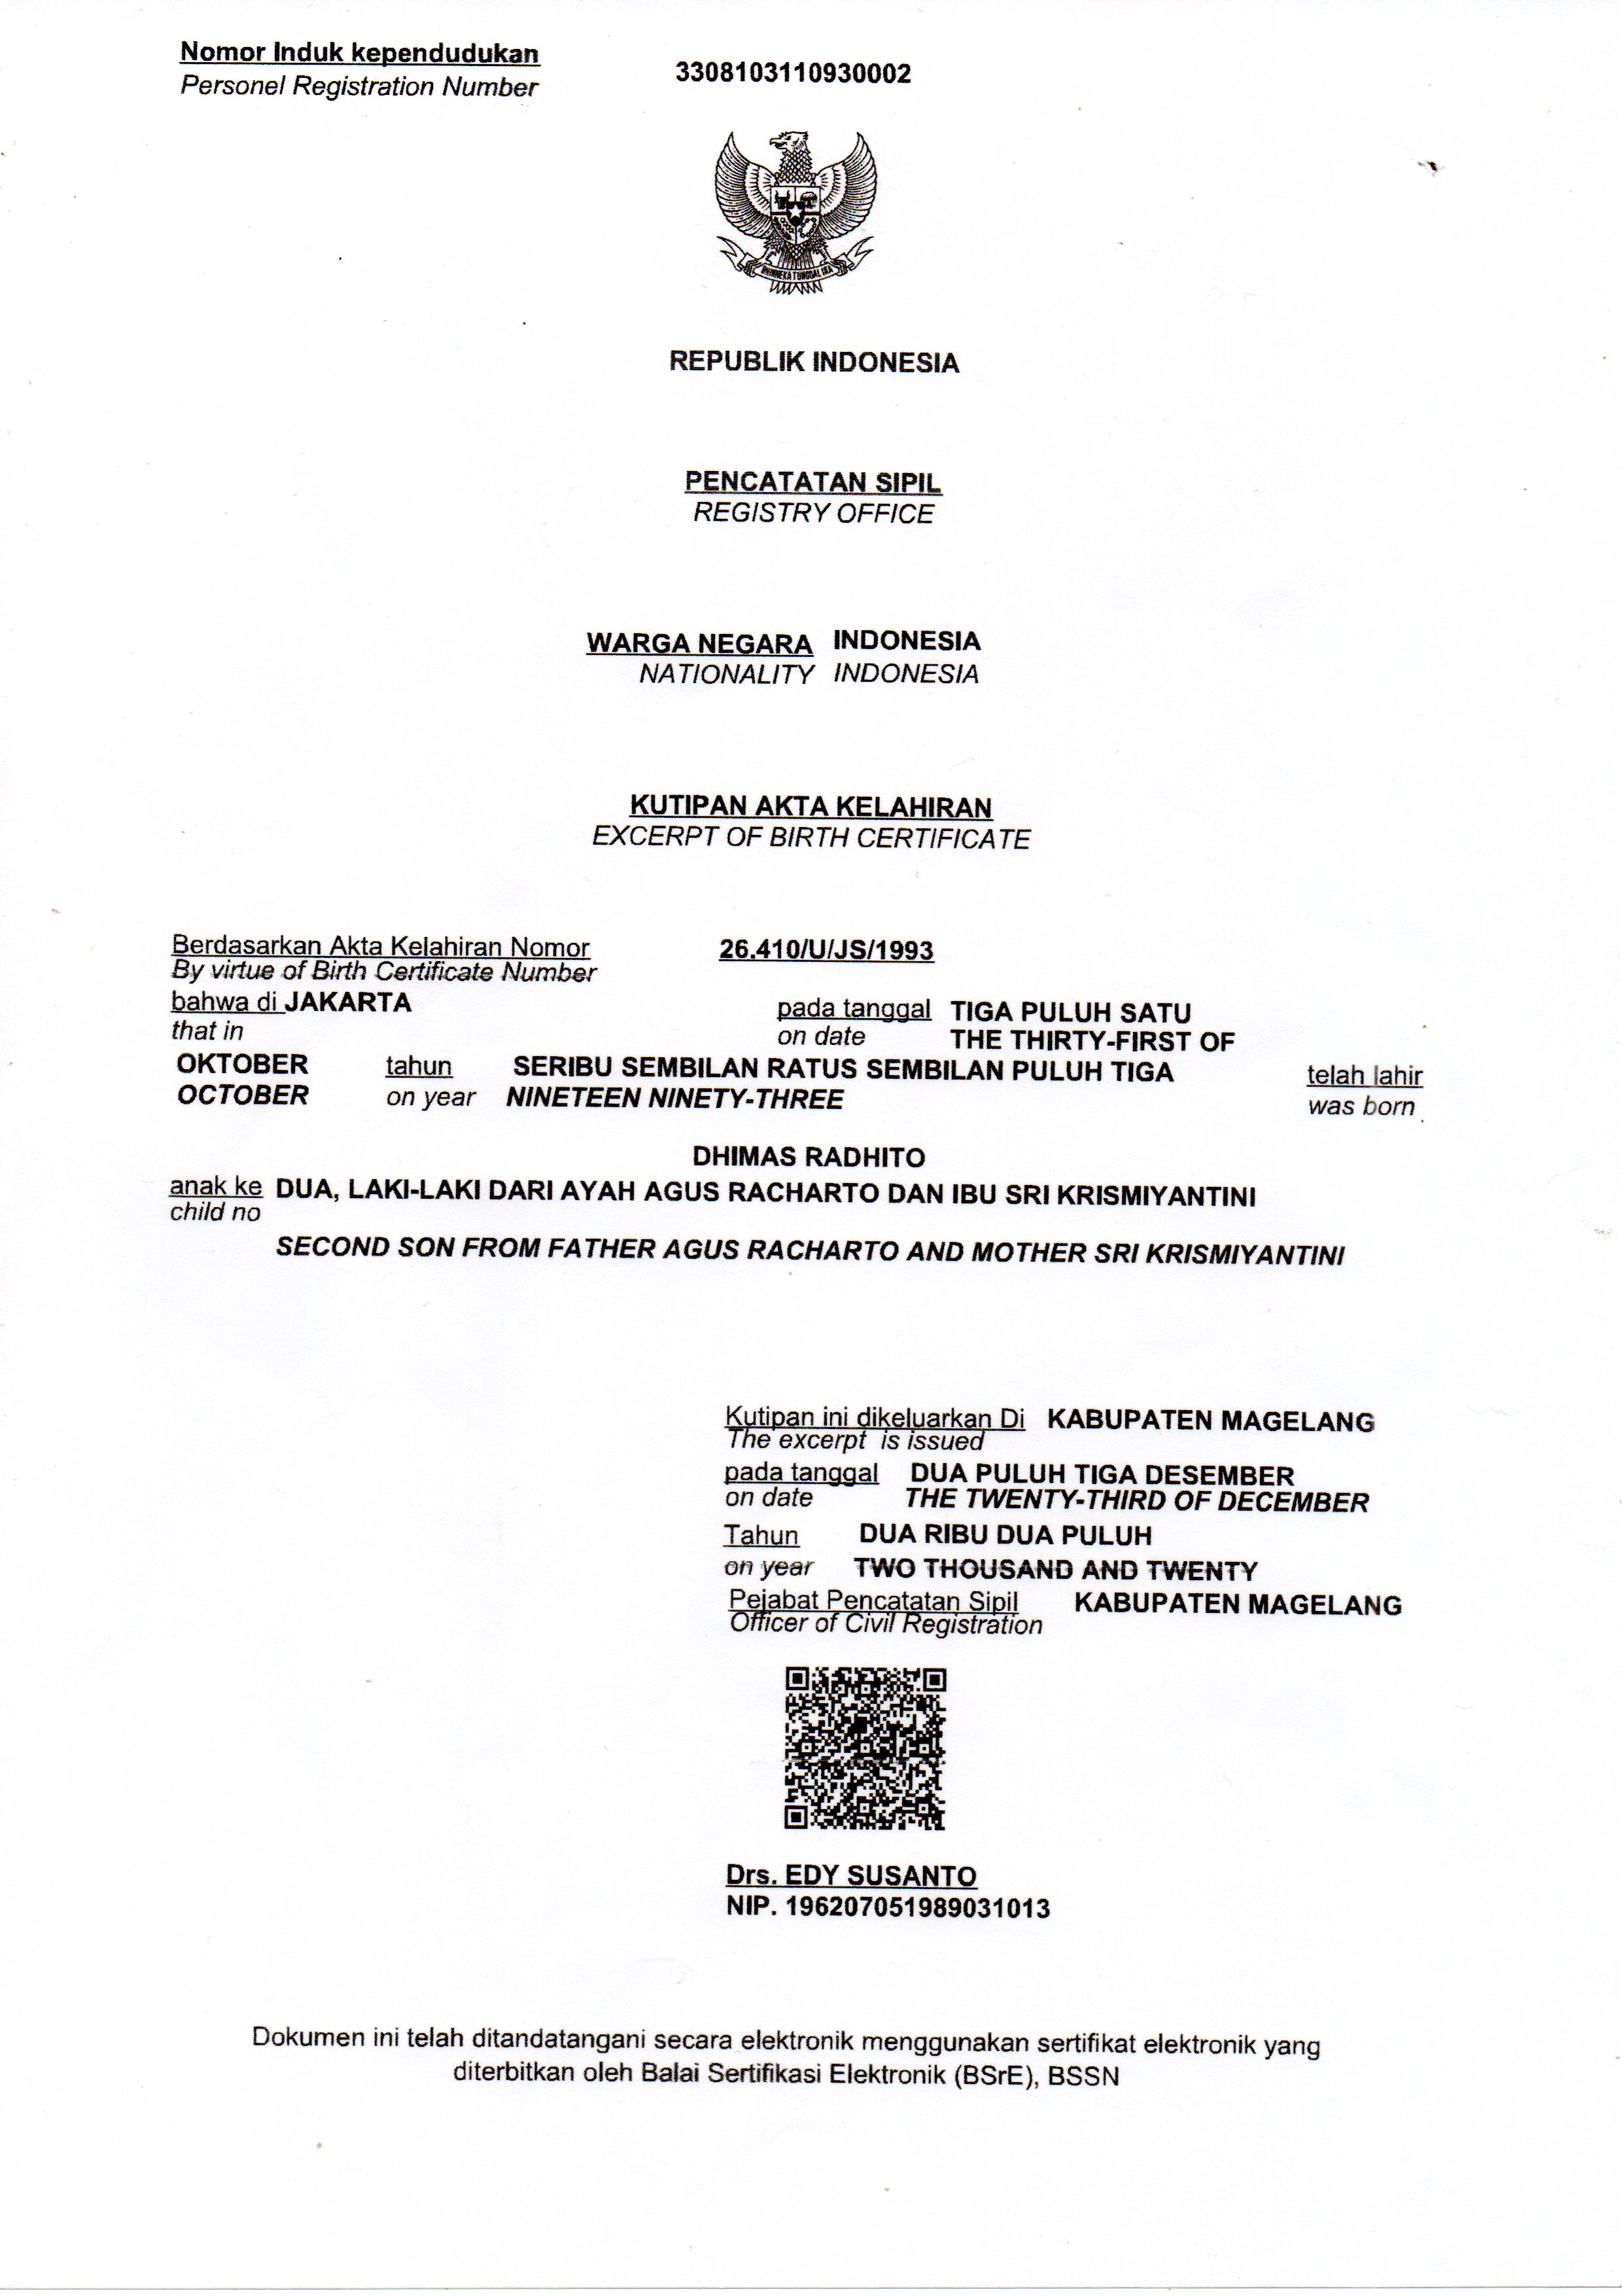 Nomor Induk kependudukan
Personel Registration Number
3308103110930002
BHINNEKA TUNGGAL IKA
REPUBLIK INDONESIA
PENCATATAN SIPIL
REGISTRY OFFICE
WARGA NEGARA INDONESIA
NATIONALITY INDONESIA
KUTIPAN AKTA KELAHIRAN
EXCERPT OF BIRTH CERTIFICATE
Berdasarkan Akta Kelahiran Nomor 26.410/U/JS/1993
By virtue of Birth Certificate Number
bahwa di JAKARTA pada tanggal TIGA PULUH SATU
that in on date THE THIRTY-FIRST OF
OKTOBER tahun SERIBU SEMBILAN RATUS SEMBILAN PULUH TIGA telah lahir
OCTOBER on year NINETEEN NINETY-THREE was born
DHIMAS RADHITO
anak ke DUA, LAKI-LAKI DARI AYAH AGUS RACHARTO DAN IBU SRI KRISMIYANTINI
child no
SECOND SON FROM FATHER AGUS RACHARTO AND MOTHER SRI KRISMIYANTINI
Kutipan ini dikeluarkan Di KABUPATEN MAGELANG
The excerpt is issued
pada tanggal DUA PULUH TIGA DESEMBER
on date THE TWENTY-THIRD OF DECEMBER
Tahun DUA RIBU DUA PULUH
on year TWO THOUSAND AND TWENTY
Pejabat Pencatatan Sipil KABUPATEN MAGELANG
Officer of Civil Registration
Drs. EDY SUSANTO
NIP. 196207051989031013
Dokumen ini telah ditandatangani secara elektronik menggunakan sertifikat elektronik yang
diterbitkan oleh Balai Sertifikasi Elektronik (BSrE), BSSN